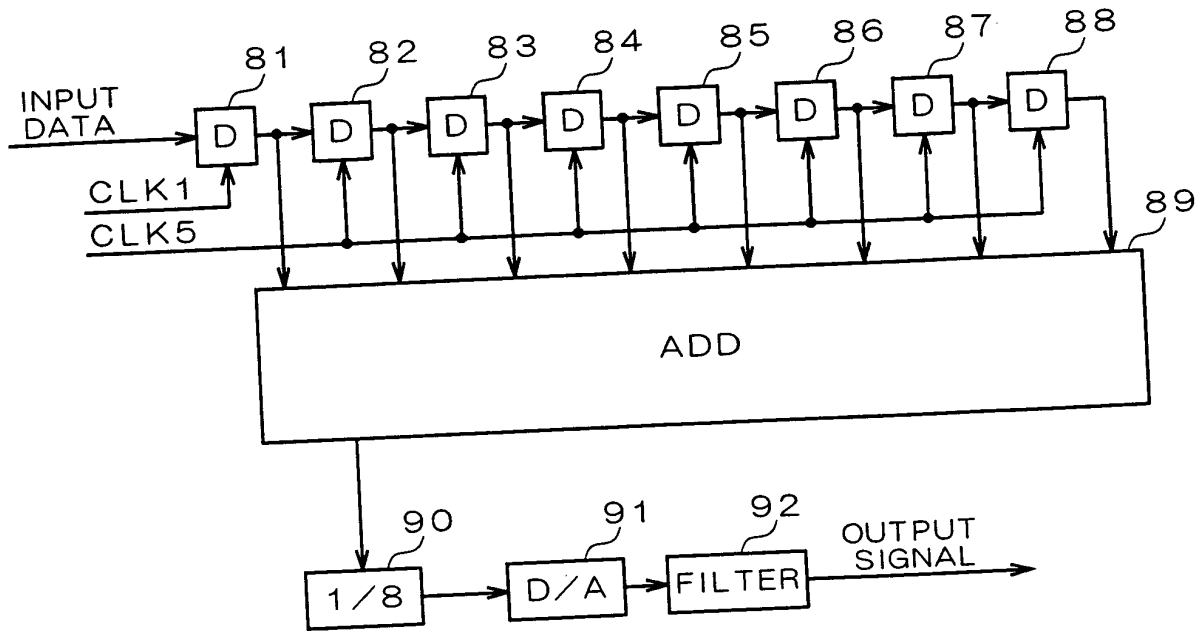 81 82 83 84 85 86 87 88
INPUT
DATA
D D D D D D D D
CLK1
CLK5
89
ADD
90 91 92
1/8 D/A FILTER
OUTPUT
SIGNAL